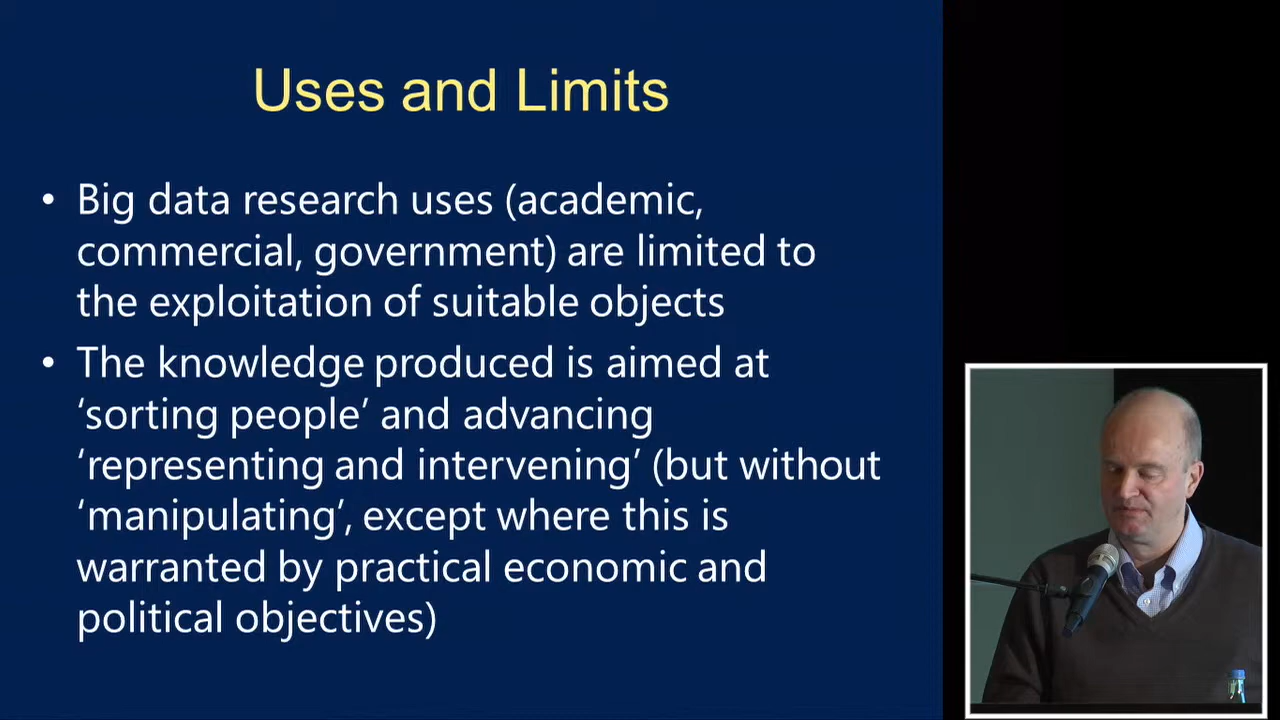 Uses and Limits
• Big data research uses (academic,
commercial, government) are limited to
the exploitation of suitable objects
• The knowledge produced is aimed at
‘sorting people’ and advancing
‘representing and intervening’ (but without
‘manipulating’, except where this is
warranted by practical economic and
political objectives)